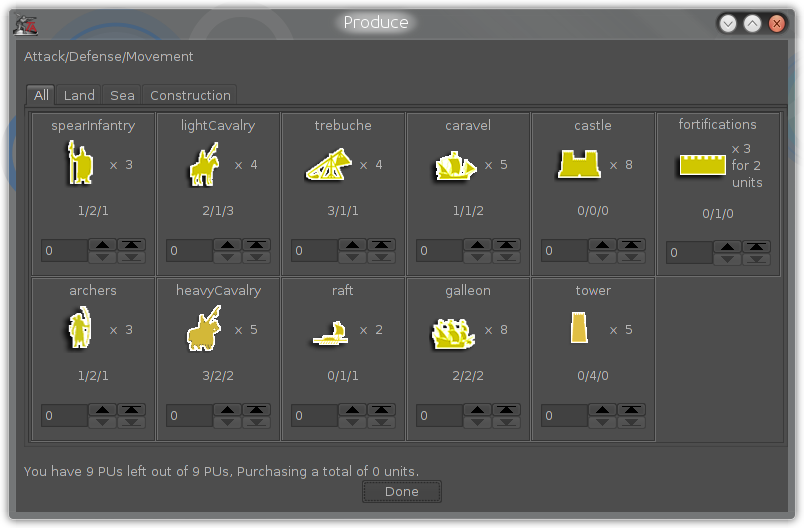 Produce
Attack/Defense/Movement
All Land Sea Construction
spearInfantry lightCavalry trebuche caravel castle fortifications
x 3 x 4 x 4 x 5 x 8 x 3
for 2
units
1/2/1 2/1/3 3/1/1 1/1/2 0/0/0 0/1/0
0 0 0 0 0 0
archers heavyCavalry raft galleon tower
x 3 x 5 x 2 x 8 x 5
1/2/1 3/2/2 0/1/1 2/2/2 0/4/0
0 0 0 0 0
You have 9 PUs left out of 9 PUs, Purchasing a total of 0 units.
Done